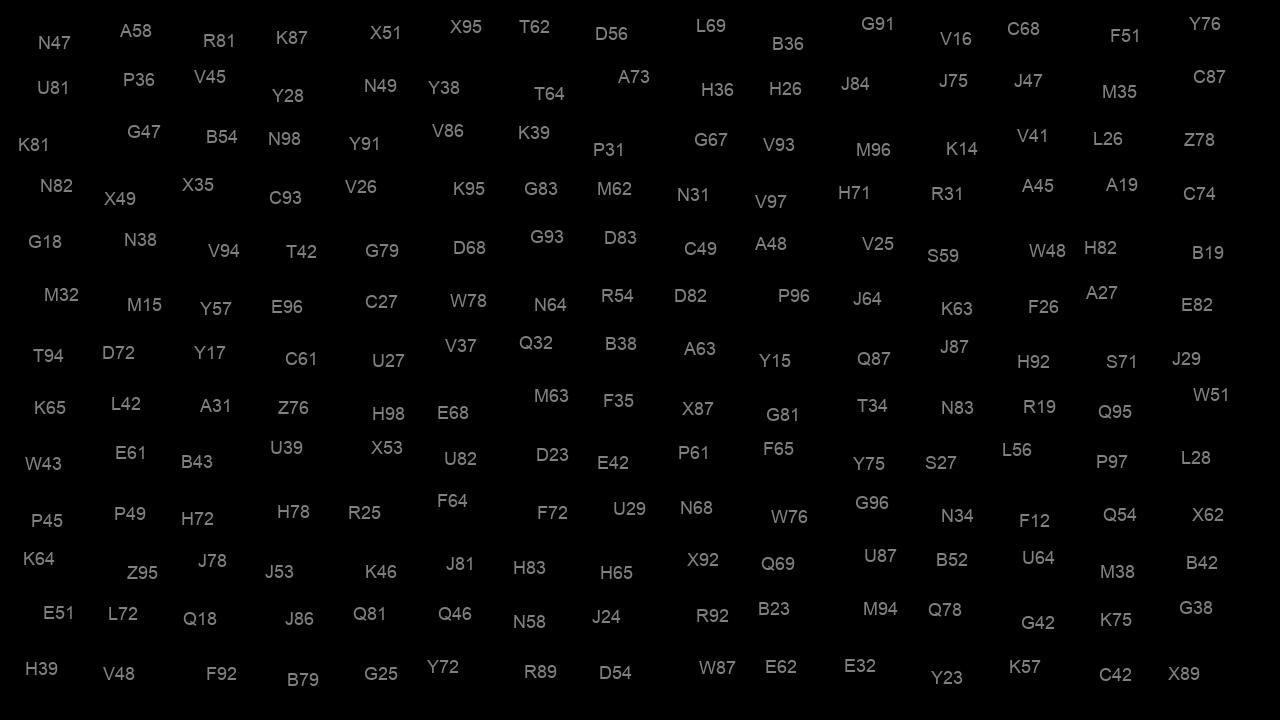 N47 A58 R81 K87 X51 X95 T62 D56 L69 B36 G91 V16 C68 F51 Y76
U81 P36 V45 Y28 N49 Y38 T64 A73 H36 H26 J84 J75 J47 M35 C87
K81 G47 B54 N98 Y91 V86 K39 P31 G67 V93 M96 K14 V41 L26 Z78
N82 X49 X35 C93 V26 K95 G83 M62 N31 V97 H71 R31 A45 A19 C74
G18 N38 V94 T42 G79 D68 G93 D83 C49 A48 V25 S59 W48 H82 B19
M32 M15 Y57 E96 C27 W78 N64 R54 D82 P96 J64 K63 F26 A27 E82
T94 D72 Y17 C61 U27 V37 Q32 B38 A63 Y15 Q87 J87 H92 S71 J29
K65 L42 A31 Z76 H98 E68 M63 F35 X87 G81 T34 N83 R19 Q95 W51
W43 E61 B43 U39 X53 U82 D23 E42 P61 F65 Y75 S27 L56 P97 L28
P45 P49 H72 H78 R25 F64 F72 U29 N68 W76 G96 N34 F12 Q54 X62
K64 Z95 J78 J53 K46 J81 H83 H65 X92 Q69 U87 B52 U64 M38 B42
E51 L72 Q18 J86 Q81 Q46 N58 J24 R92 B23 M94 Q78 G42 K75 G38
H39 V48 F92 B79 G25 Y72 R89 D54 W87 E62 E32 Y23 K57 C42 X89